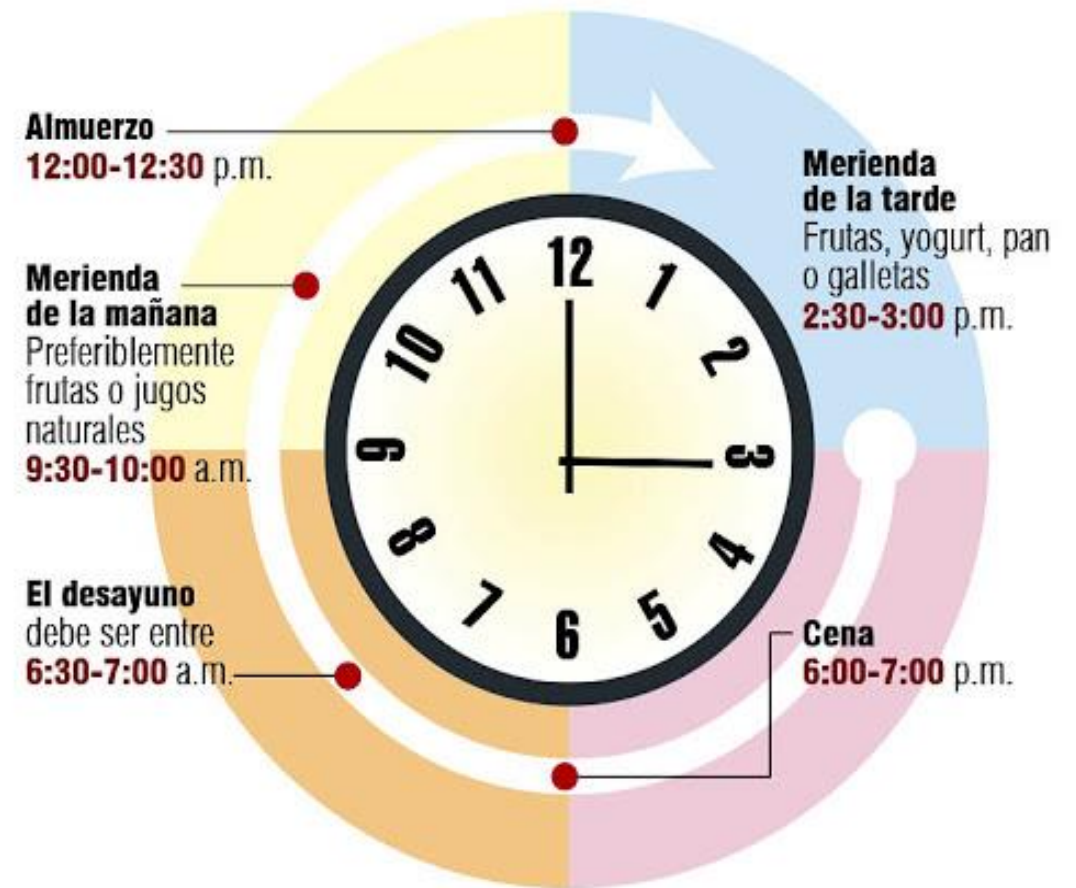 Almuerzo
12:00-12:30 p.m.
Merienda
de la mañana
Preferiblemente
frutas o jugos
naturales
9:30-10:00 a.m.
El desayuno
debe ser entre
6:30-7:00 a.m.
12
1
2
3
4
5
6
7
8
9
10
11
Merienda
de la tarde
Frutas, yogurt, pan
o galletas
2:30-3:00 p.m.
Cena
6:00-7:00 p.m.